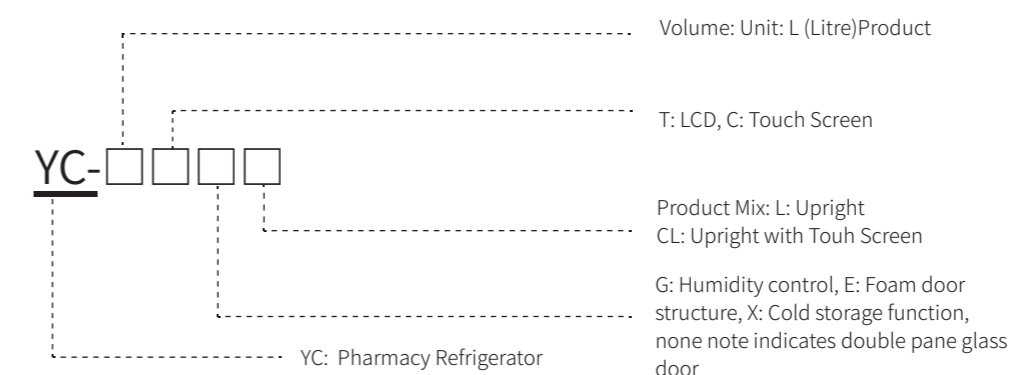 Volume: Unit: L (Litre)Product
T: LCD, C: Touch Screen
YC-□□□□
Product Mix: L: Upright
CL: Upright with Touh Screen
G: Humidity control, E: Foam door
structure, X: Cold storage function,
none note indicates double pane glass
door
YC: Pharmacy Refrigerator